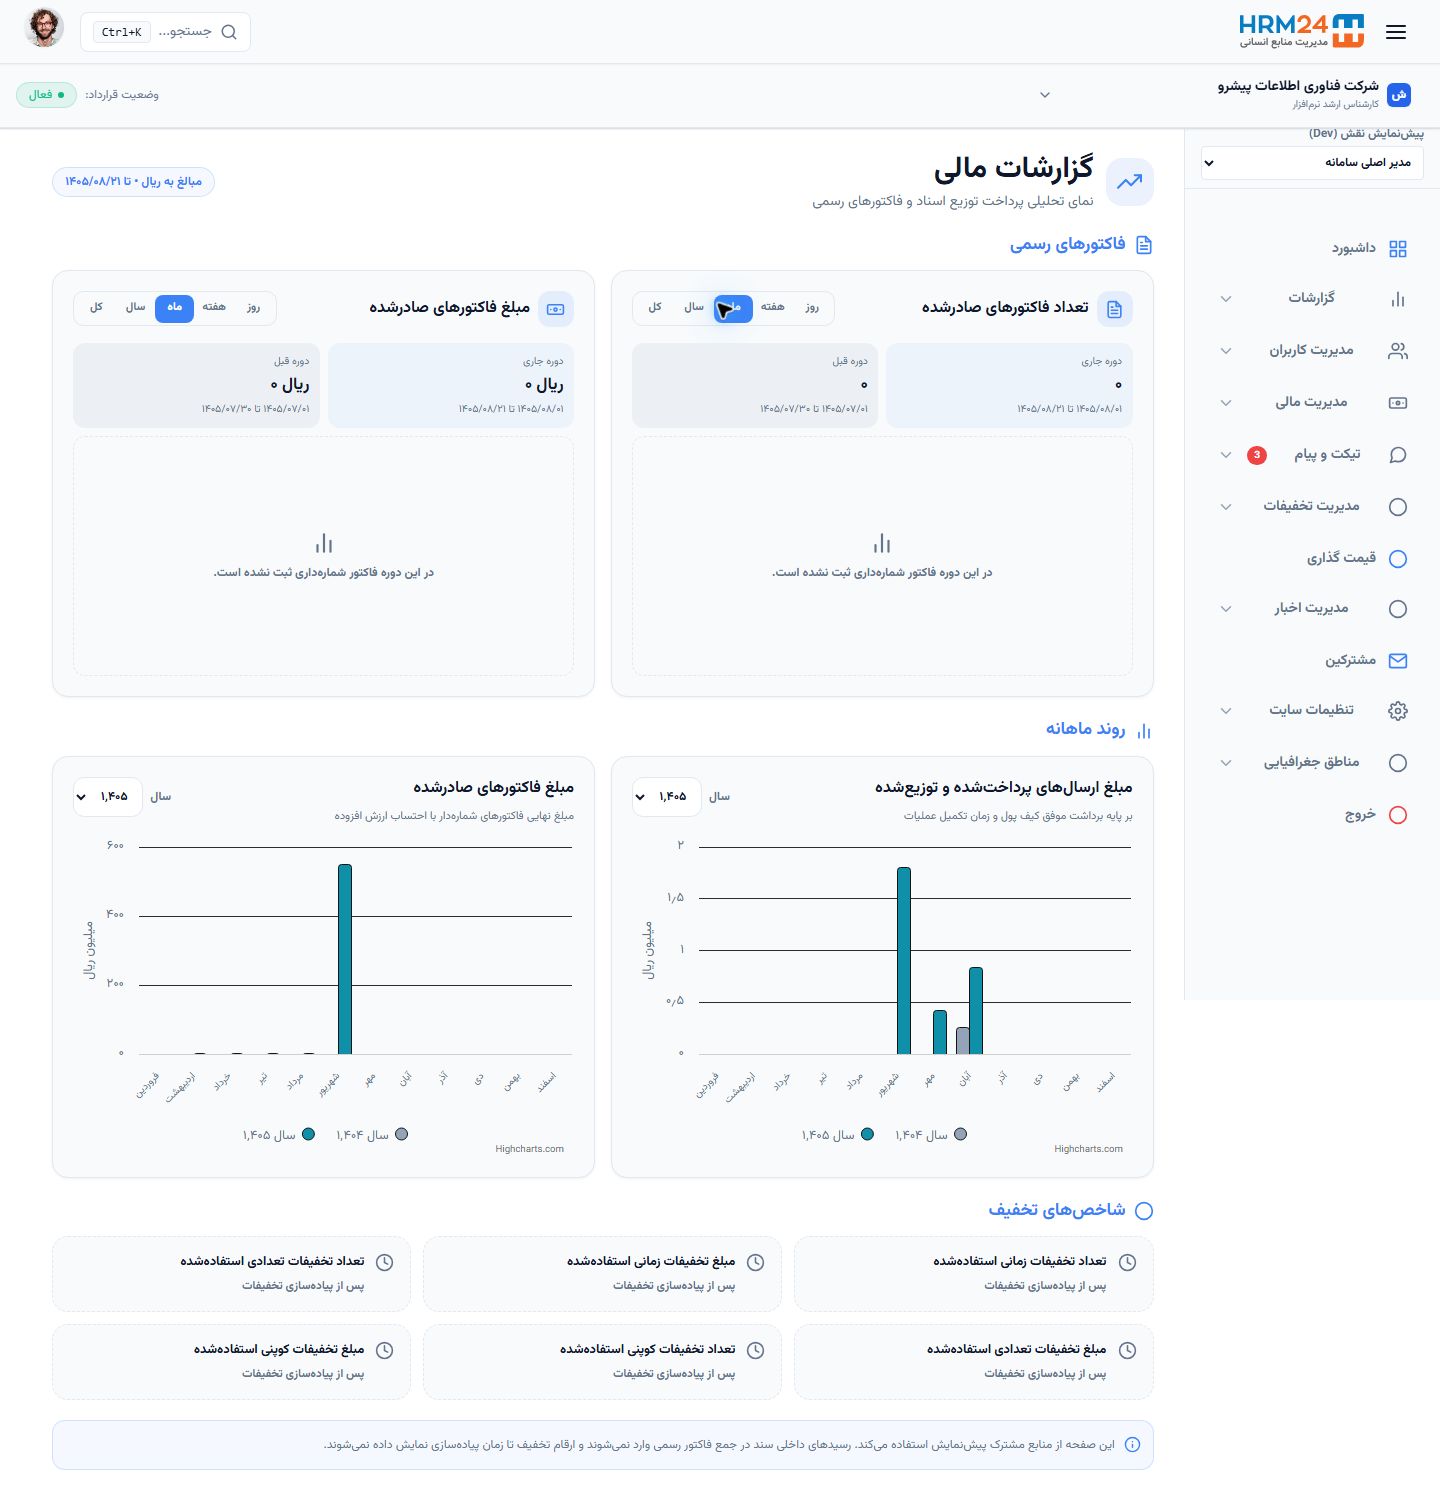 HRM24
مدیریت منابع انسانی
جستجو...
Ctrl+K
شرکت فناوری اطلاعات پیشرو
ش
کارشناس ارشد نرم‌افزار
وضعیت قرارداد:
فعال
پیش‌نمایش نقش (Dev)
مدیر اصلی سامانه
داشبورد
گزارشات
مدیریت کاربران
مدیریت مالی
تیکت و پیام
3
مدیریت تخفیفات
قیمت گذاری
مدیریت اخبار
مشترکین
تنظیمات سایت
مناطق جغرافیایی
خروج
گزارشات مالی
نمای تحلیلی پرداخت توزیع اسناد و فاکتورهای رسمی
مبالغ به ریال • تا ۱۴۰۵/۰۸/۲۱
فاکتورهای رسمی
تعداد فاکتورهای صادرشده
روز هفته سال کل
دوره جاری
۰
۱۴۰۵/۰۸/۰۱ تا ۱۴۰۵/۰۸/۲۱
دوره قبل
۰
۱۴۰۵/۰۷/۰۱ تا ۱۴۰۵/۰۷/۳۰
در این دوره فاکتور شماره‌داری ثبت نشده است.
مبلغ فاکتورهای صادرشده
روز هفته ماه سال کل
دوره جاری
۰ ریال
۱۴۰۵/۰۸/۰۱ تا ۱۴۰۵/۰۸/۲۱
دوره قبل
۰ ریال
۱۴۰۵/۰۷/۰۱ تا ۱۴۰۵/۰۷/۳۰
در این دوره فاکتور شماره‌داری ثبت نشده است.
روند ماهانه
مبلغ ارسال‌های پرداخت‌شده و توزیع‌شده
بر پایه برداشت موفق کیف پول و زمان تکمیل عملیات
سال
۱,۴۰۵
۲
۱٫۵
۱
۰٫۵
۰
میلیون ریال
فروردین اردیبهشت خرداد تیر مرداد شهریور مهر آبان آذر دی بهمن اسفند
سال ۱,۴۰۴
سال ۱,۴۰۵
Highcharts.com
مبلغ فاکتورهای صادرشده
مبلغ نهایی فاکتورهای شماره‌دار با احتساب ارزش افزوده
سال
۱,۴۰۵
۶۰۰
۴۰۰
۲۰۰
۰
میلیون ریال
فروردین اردیبهشت خرداد تیر مرداد شهریور مهر آبان آذر دی بهمن اسفند
سال ۱,۴۰۴
سال ۱,۴۰۵
Highcharts.com
شاخص‌های تخفیف
تعداد تخفیفات زمانی استفاده‌شده
پس از پیاده‌سازی تخفیفات
مبلغ تخفیفات زمانی استفاده‌شده
پس از پیاده‌سازی تخفیفات
تعداد تخفیفات تعدادی استفاده‌شده
پس از پیاده‌سازی تخفیفات
مبلغ تخفیفات تعدادی استفاده‌شده
پس از پیاده‌سازی تخفیفات
تعداد تخفیفات کوپنی استفاده‌شده
پس از پیاده‌سازی تخفیفات
مبلغ تخفیفات کوپنی استفاده‌شده
پس از پیاده‌سازی تخفیفات
این صفحه از منابع مشترک پیش‌نمایش استفاده می‌کند. رسیدهای داخلی سند در جمع فاکتور رسمی وارد نمی‌شوند و ارقام تخفیف تا زمان پیاده‌سازی نمایش داده نمی‌شوند.